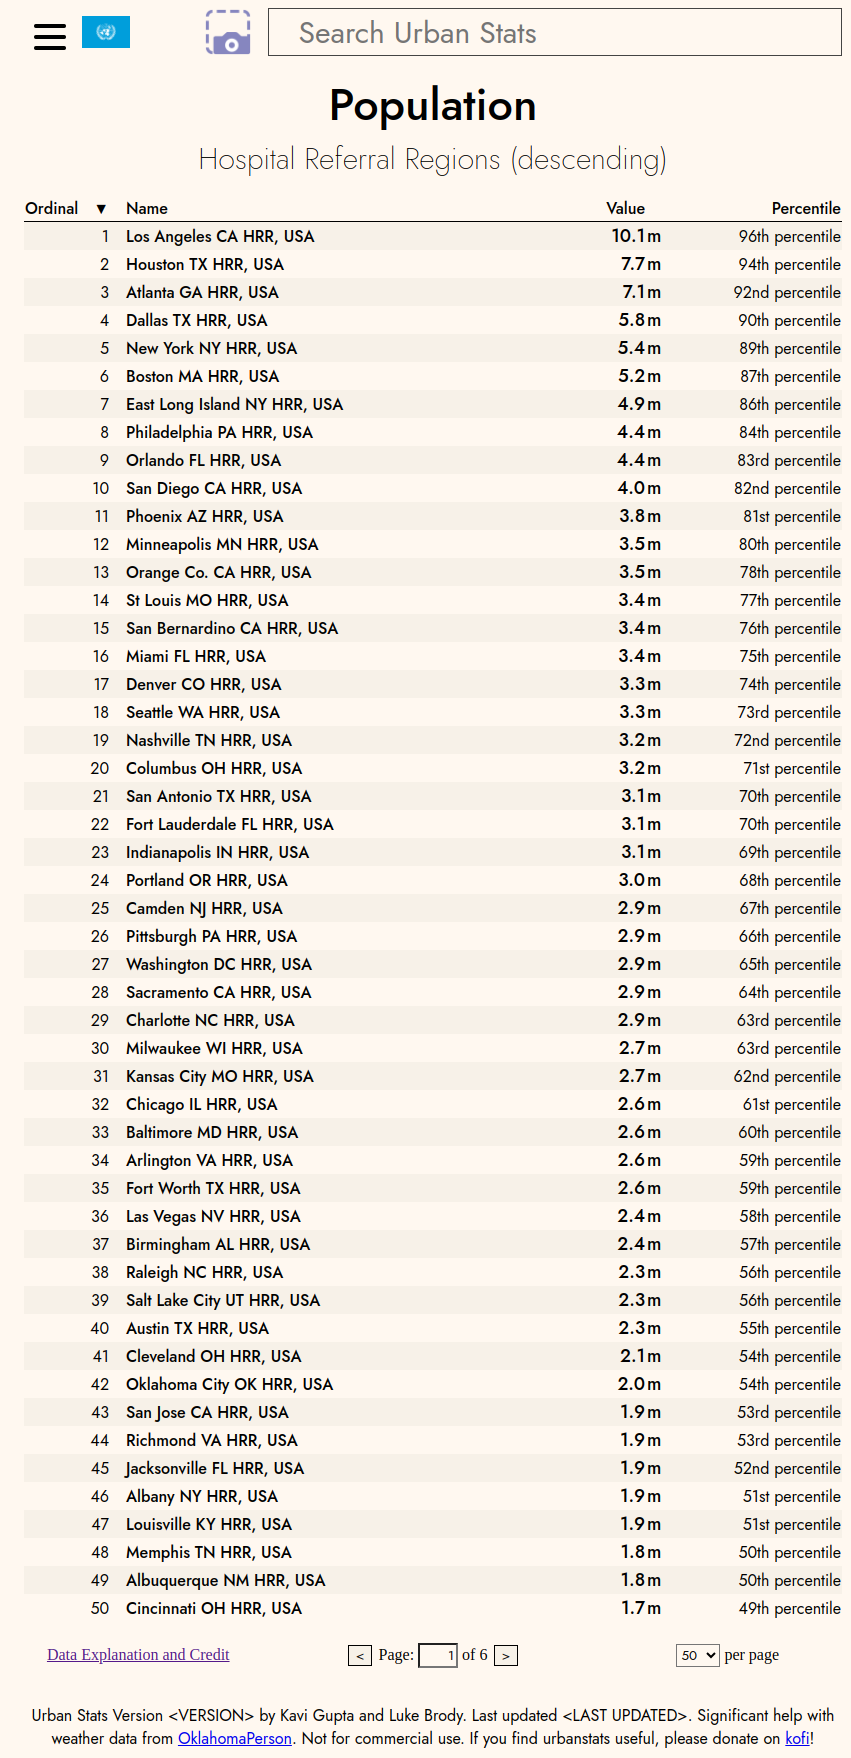 Search Urban Stats
Population
Hospital Referral Regions (descending)
Ordinal ▼ Name Value Percentile
1 Los Angeles CA HRR, USA 10.1m 96th percentile
2 Houston TX HRR, USA 7.7m 94th percentile
3 Atlanta GA HRR, USA 7.1m 92nd percentile
4 Dallas TX HRR, USA 5.8m 90th percentile
5 New York NY HRR, USA 5.4m 89th percentile
6 Boston MA HRR, USA 5.2m 87th percentile
7 East Long Island NY HRR, USA 4.9m 86th percentile
8 Philadelphia PA HRR, USA 4.4m 84th percentile
9 Orlando FL HRR, USA 4.4m 83rd percentile
10 San Diego CA HRR, USA 4.0m 82nd percentile
11 Phoenix AZ HRR, USA 3.8m 81st percentile
12 Minneapolis MN HRR, USA 3.5m 80th percentile
13 Orange Co. CA HRR, USA 3.5m 78th percentile
14 St Louis MO HRR, USA 3.4m 77th percentile
15 San Bernardino CA HRR, USA 3.4m 76th percentile
16 Miami FL HRR, USA 3.4m 75th percentile
17 Denver CO HRR, USA 3.3m 74th percentile
18 Seattle WA HRR, USA 3.3m 73rd percentile
19 Nashville TN HRR, USA 3.2m 72nd percentile
20 Columbus OH HRR, USA 3.2m 71st percentile
21 San Antonio TX HRR, USA 3.1m 70th percentile
22 Fort Lauderdale FL HRR, USA 3.1m 70th percentile
23 Indianapolis IN HRR, USA 3.1m 69th percentile
24 Portland OR HRR, USA 3.0m 68th percentile
25 Camden NJ HRR, USA 2.9m 67th percentile
26 Pittsburgh PA HRR, USA 2.9m 66th percentile
27 Washington DC HRR, USA 2.9m 65th percentile
28 Sacramento CA HRR, USA 2.9m 64th percentile
29 Charlotte NC HRR, USA 2.9m 63rd percentile
30 Milwaukee WI HRR, USA 2.7m 63rd percentile
31 Kansas City MO HRR, USA 2.7m 62nd percentile
32 Chicago IL HRR, USA 2.6m 61st percentile
33 Baltimore MD HRR, USA 2.6m 60th percentile
34 Arlington VA HRR, USA 2.6m 59th percentile
35 Fort Worth TX HRR, USA 2.6m 59th percentile
36 Las Vegas NV HRR, USA 2.4m 58th percentile
37 Birmingham AL HRR, USA 2.4m 57th percentile
38 Raleigh NC HRR, USA 2.3m 56th percentile
39 Salt Lake City UT HRR, USA 2.3m 56th percentile
40 Austin TX HRR, USA 2.3m 55th percentile
41 Cleveland OH HRR, USA 2.1m 54th percentile
42 Oklahoma City OK HRR, USA 2.0m 54th percentile
43 San Jose CA HRR, USA 1.9m 53rd percentile
44 Richmond VA HRR, USA 1.9m 53rd percentile
45 Jacksonville FL HRR, USA 1.9m 52nd percentile
46 Albany NY HRR, USA 1.9m 51st percentile
47 Louisville KY HRR, USA 1.9m 51st percentile
48 Memphis TN HRR, USA 1.8m 50th percentile
49 Albuquerque NM HRR, USA 1.8m 50th percentile
50 Cincinnati OH HRR, USA 1.7m 49th percentile
Data Explanation and Credit < Page: 1 of 6 > 50 per page
Urban Stats Version <VERSION> by Kavi Gupta and Luke Brody. Last updated <LAST UPDATED>. Significant help with
weather data from OklahomaPerson. Not for commercial use. If you find urbanstats useful, please donate on kofi!